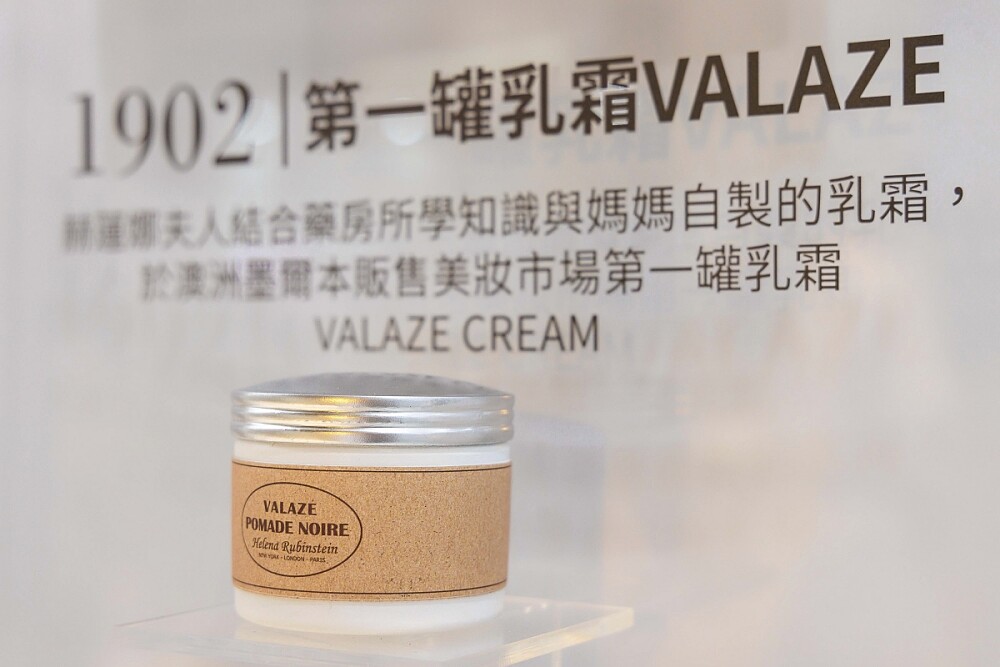 1902 | 第一罐乳霜VALAZE
赫蓮娜夫人結合藥房所學知識與媽媽自製的乳霜，
於澳洲墨爾本販售美妝市場第一罐乳霜
VALAZE CREAM
VALAZE
POMADE NOIRE
Helena Rubinstein
NEW YORK - LONDON - PARIS